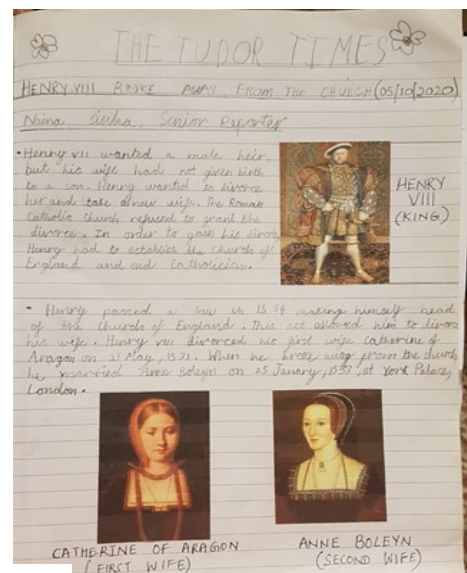 THE TUDOR TIMES
HENRY VIII BROKE AWAY FROM THE CHURCH (05/10/2020)
Naina Sinha, Senior Reporter
• Henry VII wanted a male heir,
but his wife had not given birth
to a son. Henry wanted to divorce
her and take a new wife. The Roman
Catholic Church refused to grant the
divorce. In order to gain his divorce,
Henry had to establish the Church of
England and end Catholicism.
HENRY
VIII
(KING)
• Henry passed a law in 1534 making himself head
of the Church of England. This act allowed him to divorce
his wife. Henry VIII divorced his first wife Catherine of
Aragon on 23 May, 1533. When he broke away from the church
he married Anne Boleyn on 25 January, 1533, at York Palace,
London.
CATHERINE OF ARAGON
(FIRST WIFE)
ANNE BOLEYN
(SECOND WIFE)